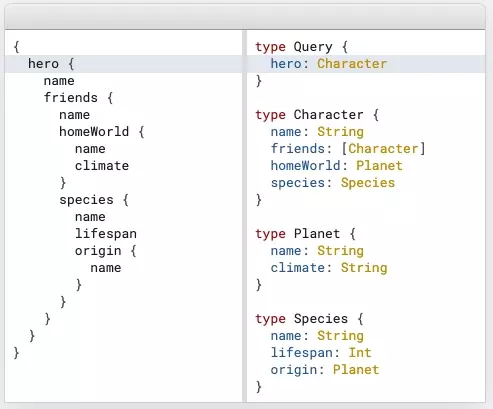 {
  hero {
    name
    friends {
      name
      homeWorld {
        name
        climate
      }
      species {
        name
        lifespan
        origin {
          name
        }
      }
    }
  }
}
type Query {
  hero: Character
}

type Character {
  name: String
  friends: [Character]
  homeWorld: Planet
  species: Species
}

type Planet {
  name: String
  climate: String
}

type Species {
  name: String
  lifespan: Int
  origin: Planet
}